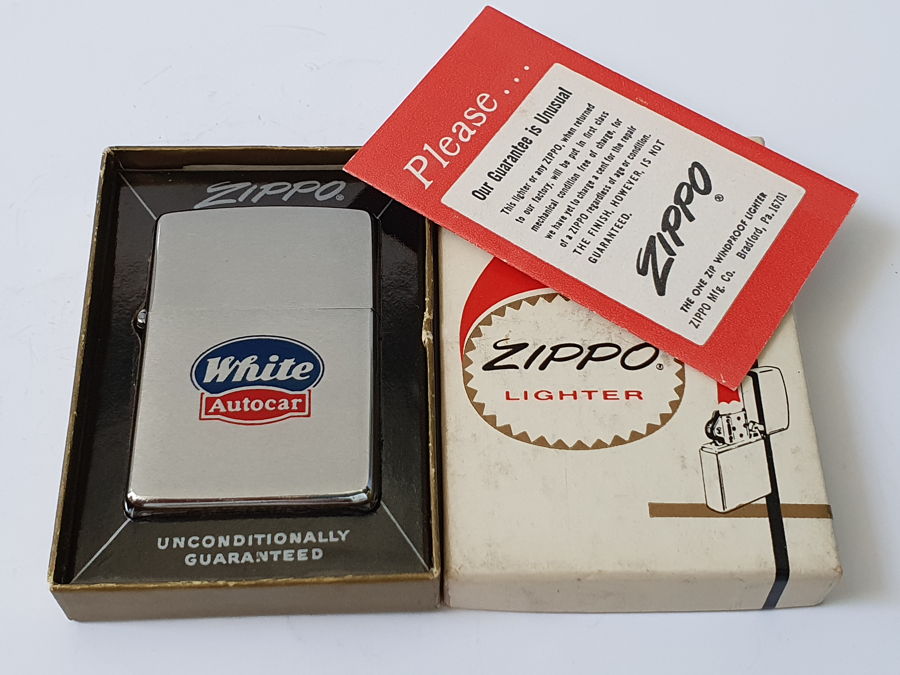 ZIPPO®
White
Autocar
UNCONDITIONALLY
GUARANTEED
Please....
Our Guarantee is Unusual
This lighter or any ZIPPO, when returned
to our factory, will be put in first class
mechanical condition free of charge, for
we have yet to charge a cent for the repair
of a ZIPPO regardless of age or condition.
THE FINISH, HOWEVER, IS NOT
GUARANTEED.
ZIPPO®
THE ONE ZIP WINDPROOF LIGHTER
ZIPPO Mfg. Co. Bradford, Pa. 16701
ZIPPO®
LIGHTER